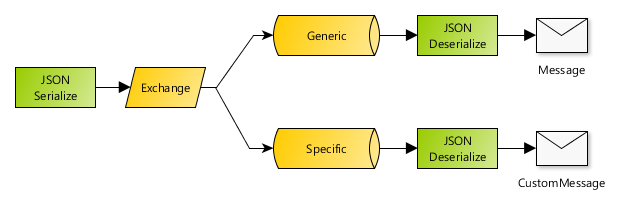 JSON
Serialize
Exchange
Generic
JSON
Deserialize
Message
Specific
JSON
Deserialize
CustomMessage